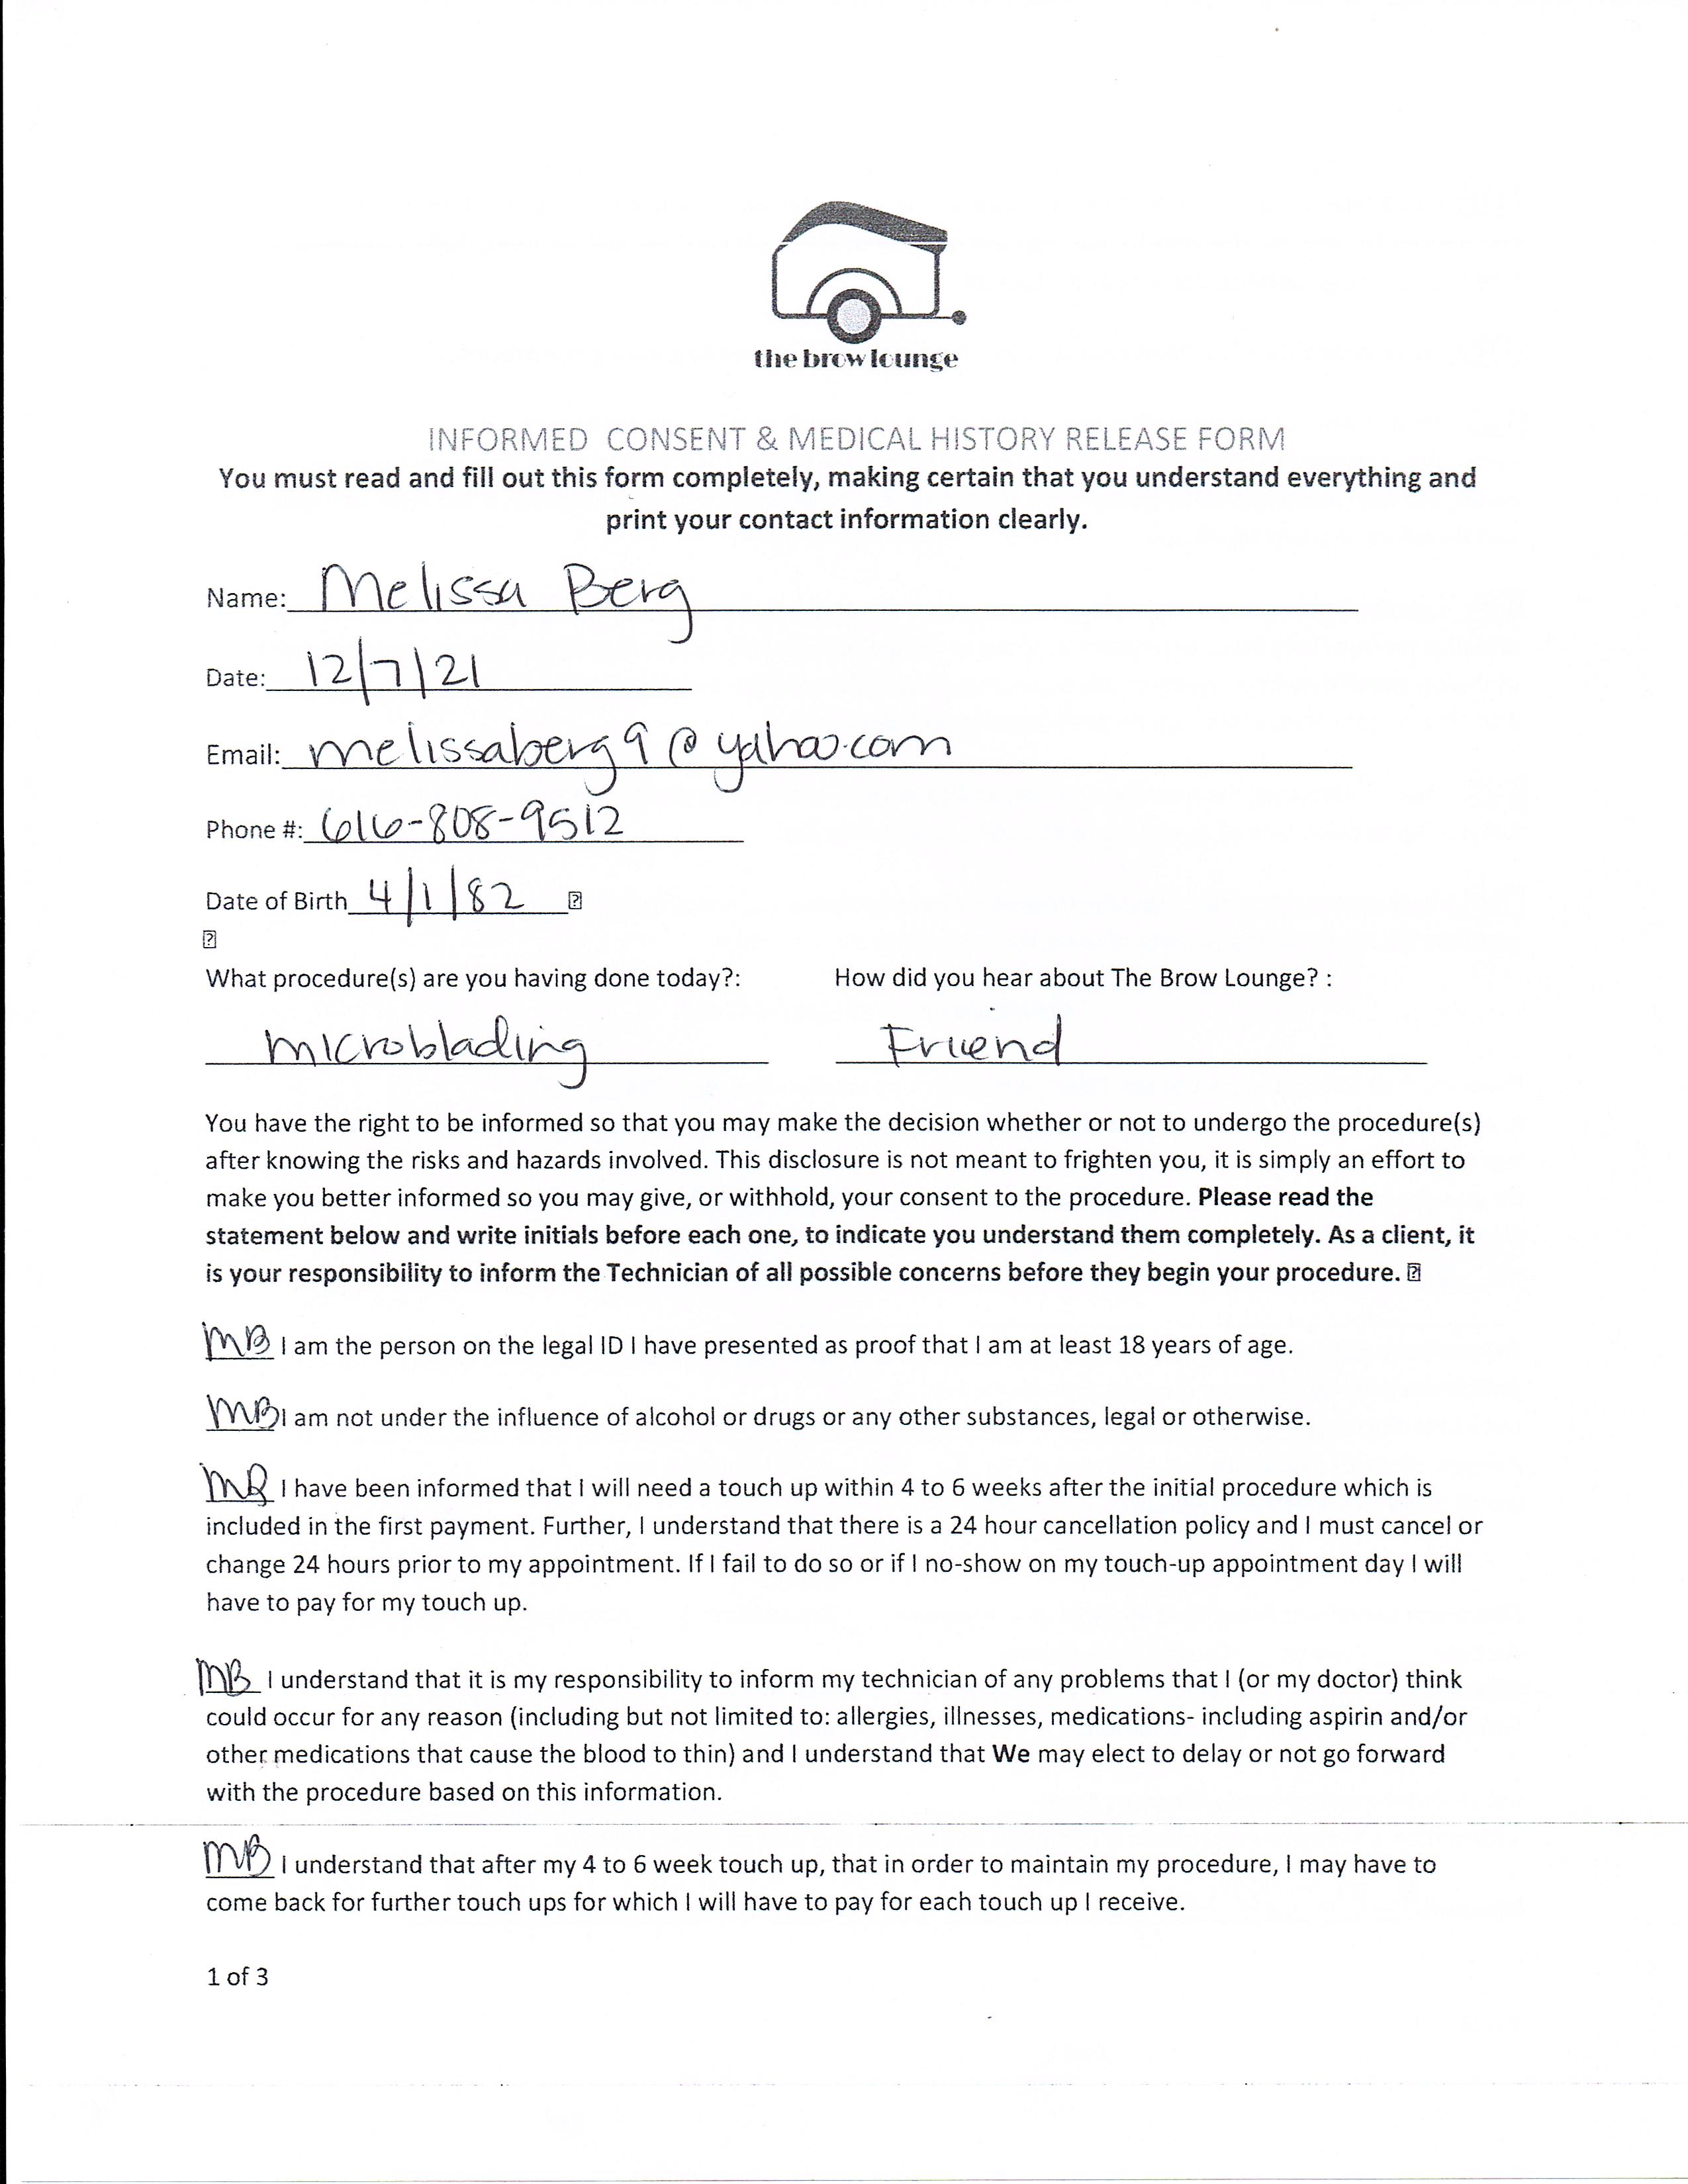 the brow lounge
INFORMED CONSENT & MEDICAL HISTORY RELEASE FORM
You must read and fill out this form completely, making certain that you understand everything and
print your contact information clearly.
Name: Melissa Berg
Date: 12/7/21
Email: melissaberg9@yahoo.com
Phone #: 616-808-9512
Date of Birth 4/1/82
What procedure(s) are you having done today?: How did you hear about The Brow Lounge? :
microblading Friend
You have the right to be informed so that you may make the decision whether or not to undergo the procedure(s)
after knowing the risks and hazards involved. This disclosure is not meant to frighten you, it is simply an effort to
make you better informed so you may give, or withhold, your consent to the procedure. Please read the
statement below and write initials before each one, to indicate you understand them completely. As a client, it
is your responsibility to inform the Technician of all possible concerns before they begin your procedure.
MB I am the person on the legal ID I have presented as proof that I am at least 18 years of age.
MB I am not under the influence of alcohol or drugs or any other substances, legal or otherwise.
MB I have been informed that I will need a touch up within 4 to 6 weeks after the initial procedure which is
included in the first payment. Further, I understand that there is a 24 hour cancellation policy and I must cancel or
change 24 hours prior to my appointment. If I fail to do so or if I no-show on my touch-up appointment day I will
have to pay for my touch up.
MB I understand that it is my responsibility to inform my technician of any problems that I (or my doctor) think
could occur for any reason (including but not limited to: allergies, illnesses, medications- including aspirin and/or
other medications that cause the blood to thin) and I understand that We may elect to delay or not go forward
with the procedure based on this information.
MB I understand that after my 4 to 6 week touch up, that in order to maintain my procedure, I may have to
come back for further touch ups for which I will have to pay for each touch up I receive.
1 of 3